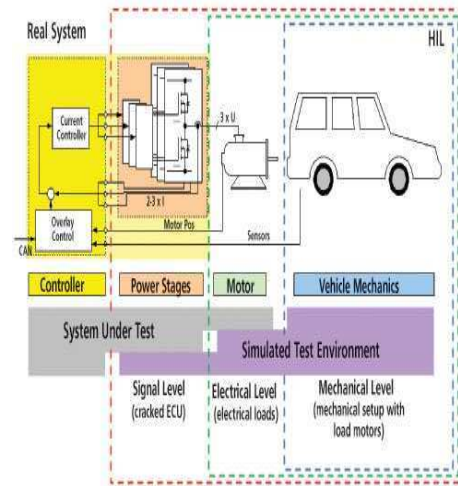 Real System
HIL
Current
Controller
3 x U
2-3 x I
Motor Pos
Overlay
Control
CAN
Sensors
Controller
Power Stages
Motor
Vehicle Mechanics
System Under Test
Simulated Test Environment
Signal Level
(cracked ECU)
Electrical Level
(electrical loads)
Mechanical Level
(mechanical setup with
load motors)